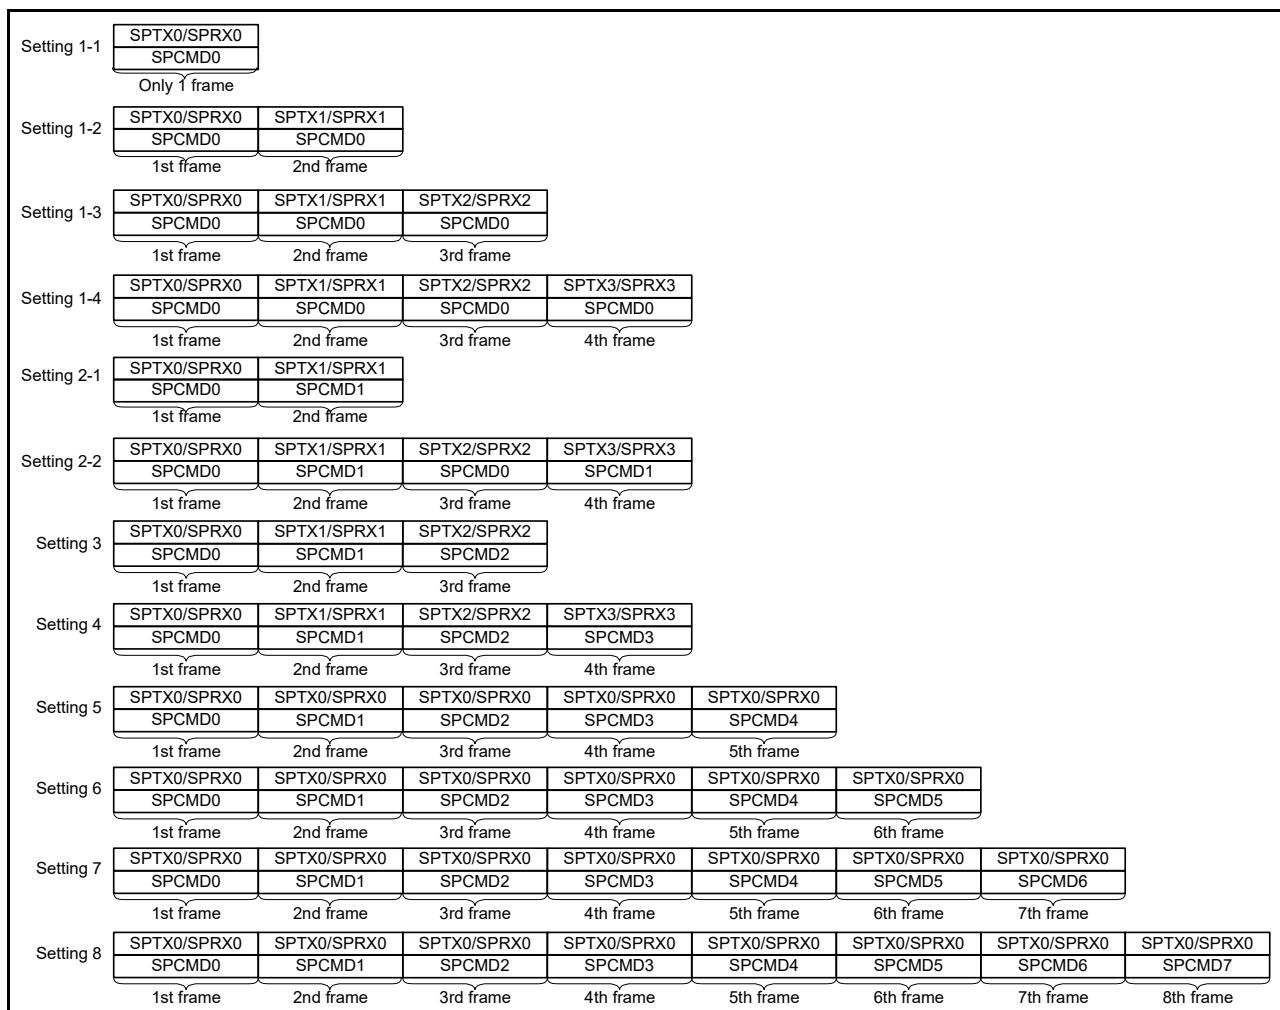 Setting 1-1 SPTX0/SPRX0
SPCMD0
Only 1 frame
Setting 1-2 SPTX0/SPRX0 SPTX1/SPRX1
SPCMD0 SPCMD0
1st frame 2nd frame
Setting 1-3 SPTX0/SPRX0 SPTX1/SPRX1 SPTX2/SPRX2
SPCMD0 SPCMD0 SPCMD0
1st frame 2nd frame 3rd frame
Setting 1-4 SPTX0/SPRX0 SPTX1/SPRX1 SPTX2/SPRX2 SPTX3/SPRX3
SPCMD0 SPCMD0 SPCMD0 SPCMD0
1st frame 2nd frame 3rd frame 4th frame
Setting 2-1 SPTX0/SPRX0 SPTX1/SPRX1
SPCMD0 SPCMD1
1st frame 2nd frame
Setting 2-2 SPTX0/SPRX0 SPTX1/SPRX1 SPTX2/SPRX2 SPTX3/SPRX3
SPCMD0 SPCMD1 SPCMD0 SPCMD1
1st frame 2nd frame 3rd frame 4th frame
Setting 3 SPTX0/SPRX0 SPTX1/SPRX1 SPTX2/SPRX2
SPCMD0 SPCMD1 SPCMD2
1st frame 2nd frame 3rd frame
Setting 4 SPTX0/SPRX0 SPTX1/SPRX1 SPTX2/SPRX2 SPTX3/SPRX3
SPCMD0 SPCMD1 SPCMD2 SPCMD3
1st frame 2nd frame 3rd frame 4th frame
Setting 5 SPTX0/SPRX0 SPTX0/SPRX0 SPTX0/SPRX0 SPTX0/SPRX0 SPTX0/SPRX0
SPCMD0 SPCMD1 SPCMD2 SPCMD3 SPCMD4
1st frame 2nd frame 3rd frame 4th frame 5th frame
Setting 6 SPTX0/SPRX0 SPTX0/SPRX0 SPTX0/SPRX0 SPTX0/SPRX0 SPTX0/SPRX0 SPTX0/SPRX0
SPCMD0 SPCMD1 SPCMD2 SPCMD3 SPCMD4 SPCMD5
1st frame 2nd frame 3rd frame 4th frame 5th frame 6th frame
Setting 7 SPTX0/SPRX0 SPTX0/SPRX0 SPTX0/SPRX0 SPTX0/SPRX0 SPTX0/SPRX0 SPTX0/SPRX0 SPTX0/SPRX0
SPCMD0 SPCMD1 SPCMD2 SPCMD3 SPCMD4 SPCMD5 SPCMD6
1st frame 2nd frame 3rd frame 4th frame 5th frame 6th frame 7th frame
Setting 8 SPTX0/SPRX0 SPTX0/SPRX0 SPTX0/SPRX0 SPTX0/SPRX0 SPTX0/SPRX0 SPTX0/SPRX0 SPTX0/SPRX0 SPTX0/SPRX0
SPCMD0 SPCMD1 SPCMD2 SPCMD3 SPCMD4 SPCMD5 SPCMD6 SPCMD7
1st frame 2nd frame 3rd frame 4th frame 5th frame 6th frame 7th frame 8th frame